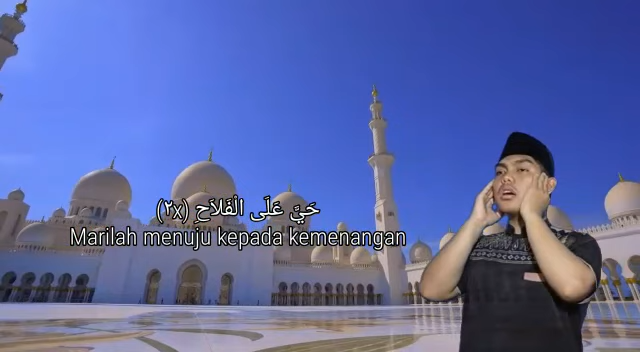 حَيَّ عَلَى الْفَلَاحِ (٢x)
Marilah menuju kepada kemenangan